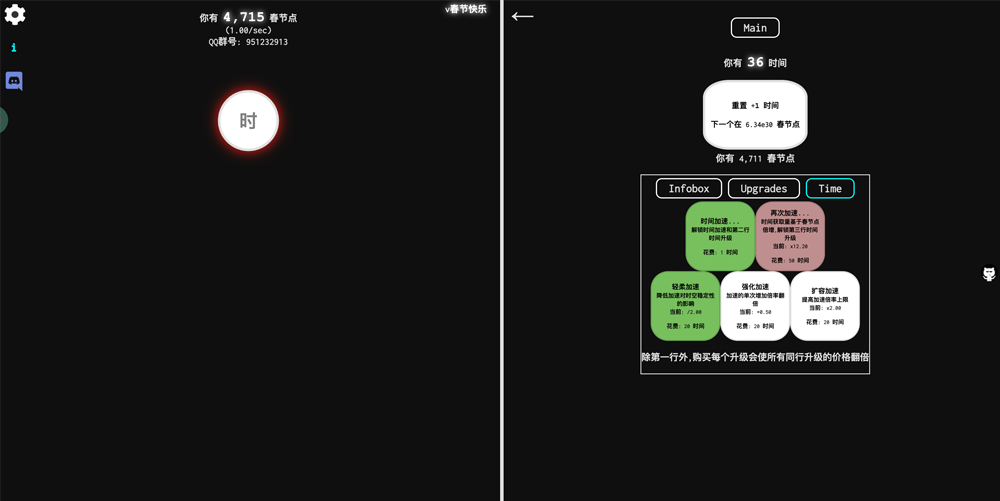 v春节快乐
你有 4,715 春节点
(1.00/sec)
QQ群号: 951232913
i
时
←
Main
你有 36 时间
重置 +1 时间
下一个在 6.34e30 春节点
你有 4,711 春节点
Infobox
Upgrades
Time
时间加速...
解锁时间加速和第二行
时间升级
花费: 1 时间
再次加速...
时间获取量基于春节点
倍增,解锁第三行时间
升级
当前: x12.20
花费: 50 时间
轻柔加速
降低加速对时空稳定性
的影响
当前: /2.00
花费: 20 时间
强化加速
加速的单次增加倍率翻
倍
当前: +0.50
花费: 20 时间
扩容加速
提高加速倍率上限
当前: x2.00
花费: 20 时间
除第一行外,购买每个升级会使所有同行升级的价格翻倍